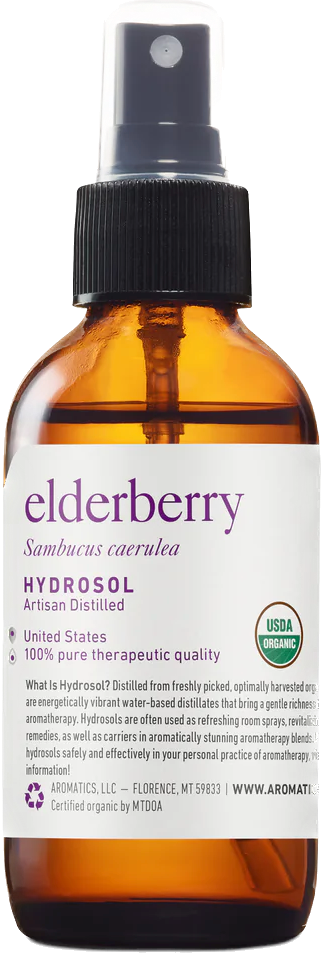 elderberry
Sambucus caerulea
HYDROSOL
Artisan Distilled
United States
100% pure therapeutic quality
USDA
ORGANIC
What Is Hydrosol? Distilled from freshly picked, optimally harvested
are energetically vibrant water-based distillates that bring a gentle richness
aromatherapy. Hydrosols are often used as refreshing room sprays,
remedies, as well as carriers in aromatically stunning aromatherapy blends.
hydrosols safely and effectively in your personal practice of aromatherapy,
information!
AROMATICS, LLC — FLORENCE, MT 59833 | WWW.AROMATI
Certified organic by MTDOA